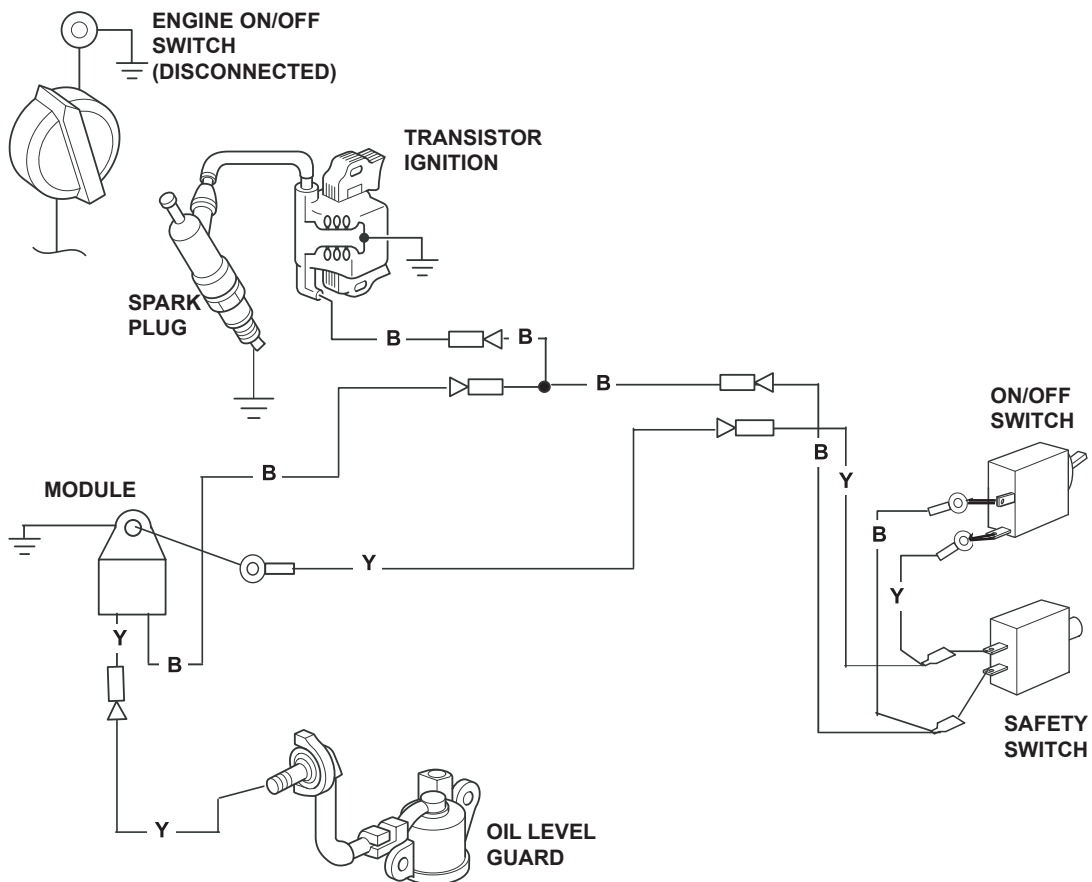 ENGINE ON/OFF
SWITCH
(DISCONNECTED)
TRANSISTOR
IGNITION
SPARK
PLUG
B
B
B
ON/OFF
SWITCH
B
B
Y
MODULE
B
Y
Y
Y
B
SAFETY
SWITCH
Y
OIL LEVEL
GUARD